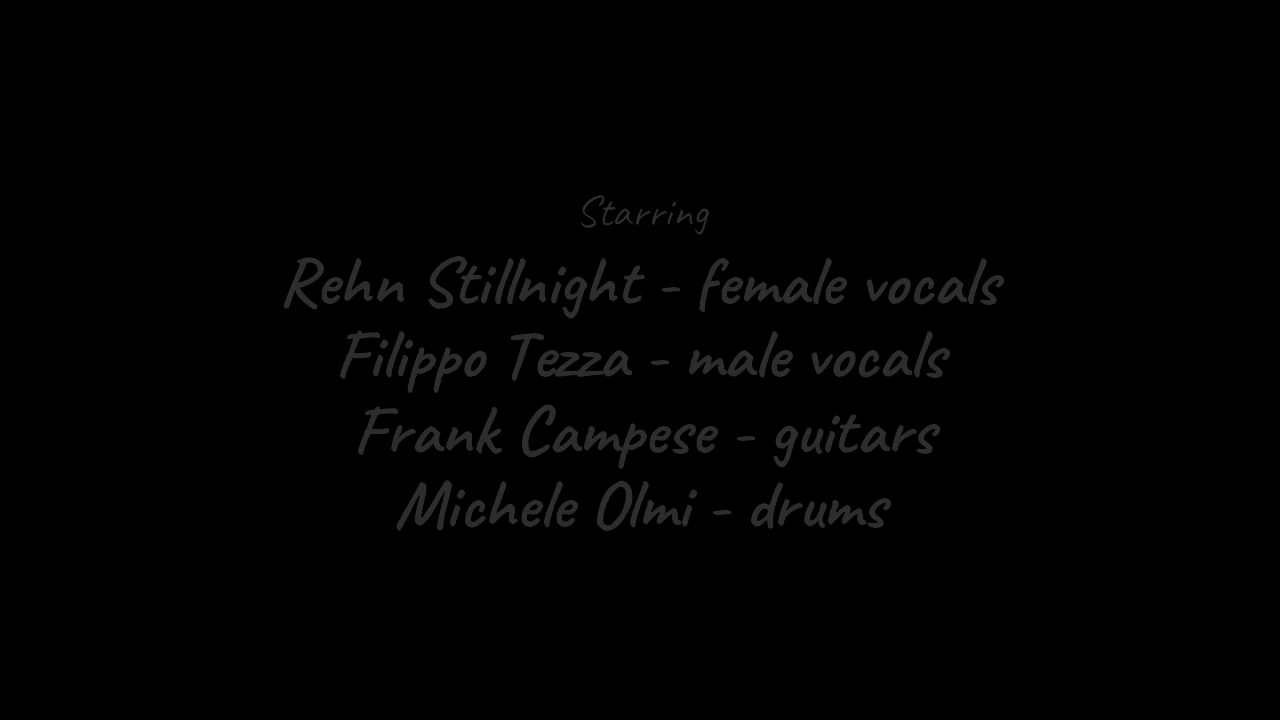 Starring
Rehn Stillnight - female vocals
Filippo Tezza - male vocals
Frank Campese - guitars
Michele Olmi - drums